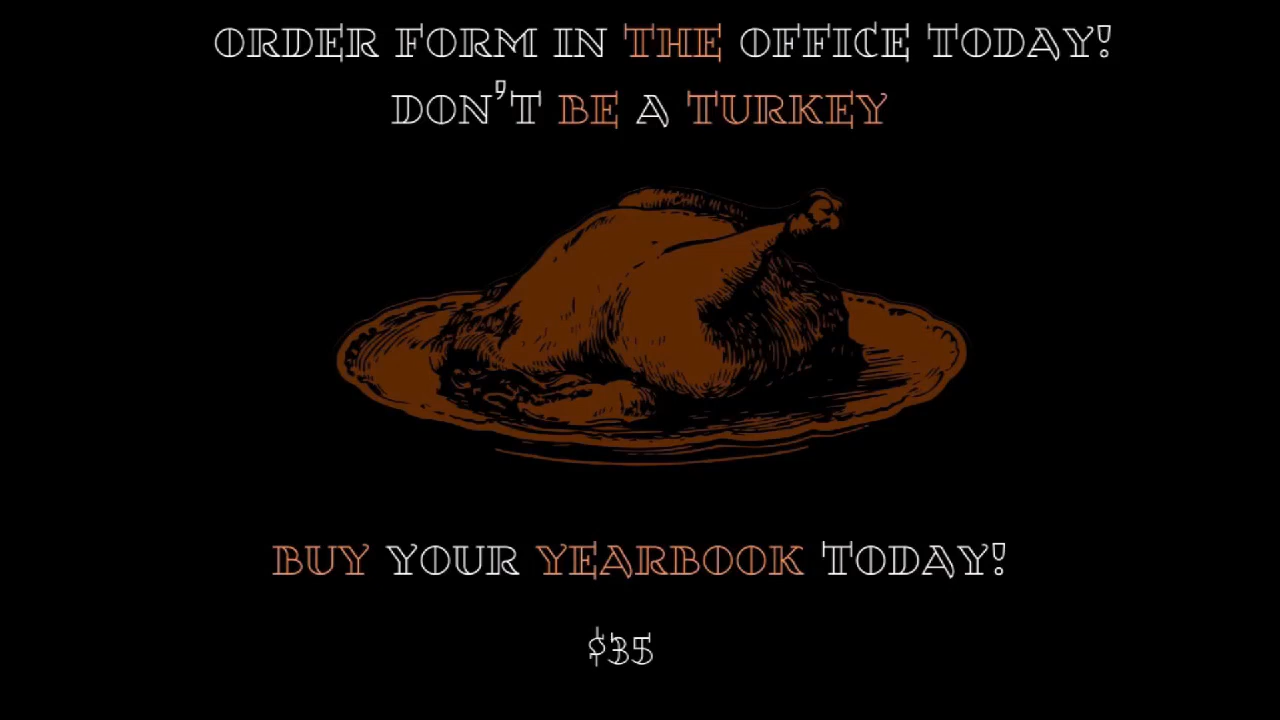 ORDER FORM IN THE OFFICE TODAY!
DON'T BE A TURKEY
BUY YOUR YEARBOOK TODAY!
$35